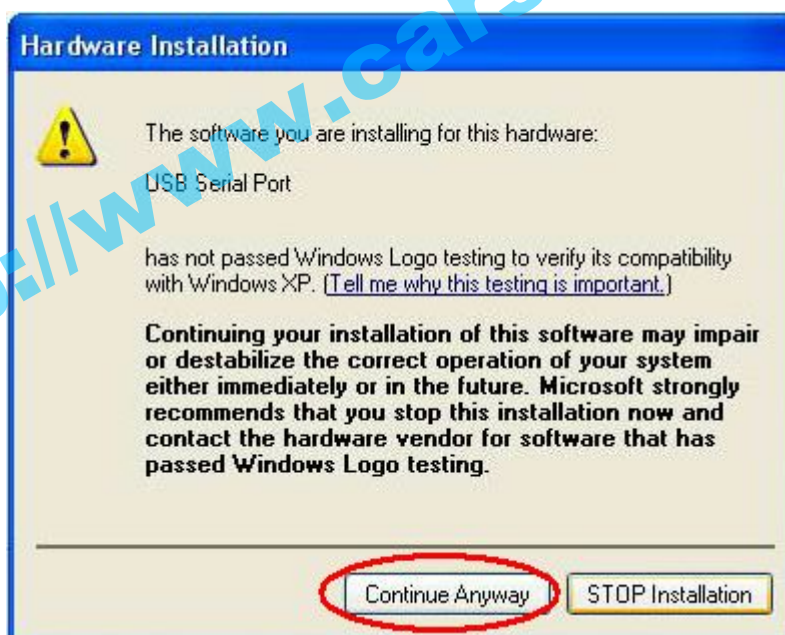 Hardware Installation
The software you are installing for this hardware:
USB Serial Port
has not passed Windows Logo testing to verify its compatibility
with Windows XP. (Tell me why this testing is important.)
Continuing your installation of this software may impair
or destabilize the correct operation of your system
either immediately or in the future. Microsoft strongly
recommends that you stop this installation now and
contact the hardware vendor for software that has
passed Windows Logo testing.
Continue Anyway
STOP Installation
://www.cars